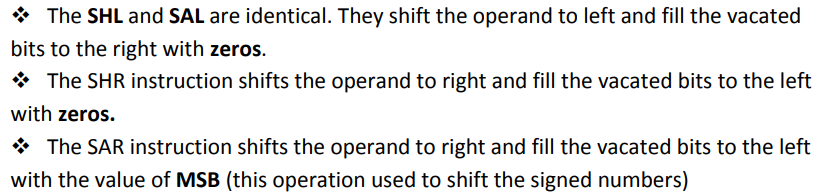 ❖ The SHL and SAL are identical. They shift the operand to left and fill the vacated
bits to the right with zeros.
❖ The SHR instruction shifts the operand to right and fill the vacated bits to the left
with zeros.
❖ The SAR instruction shifts the operand to right and fill the vacated bits to the left
with the value of MSB (this operation used to shift the signed numbers)